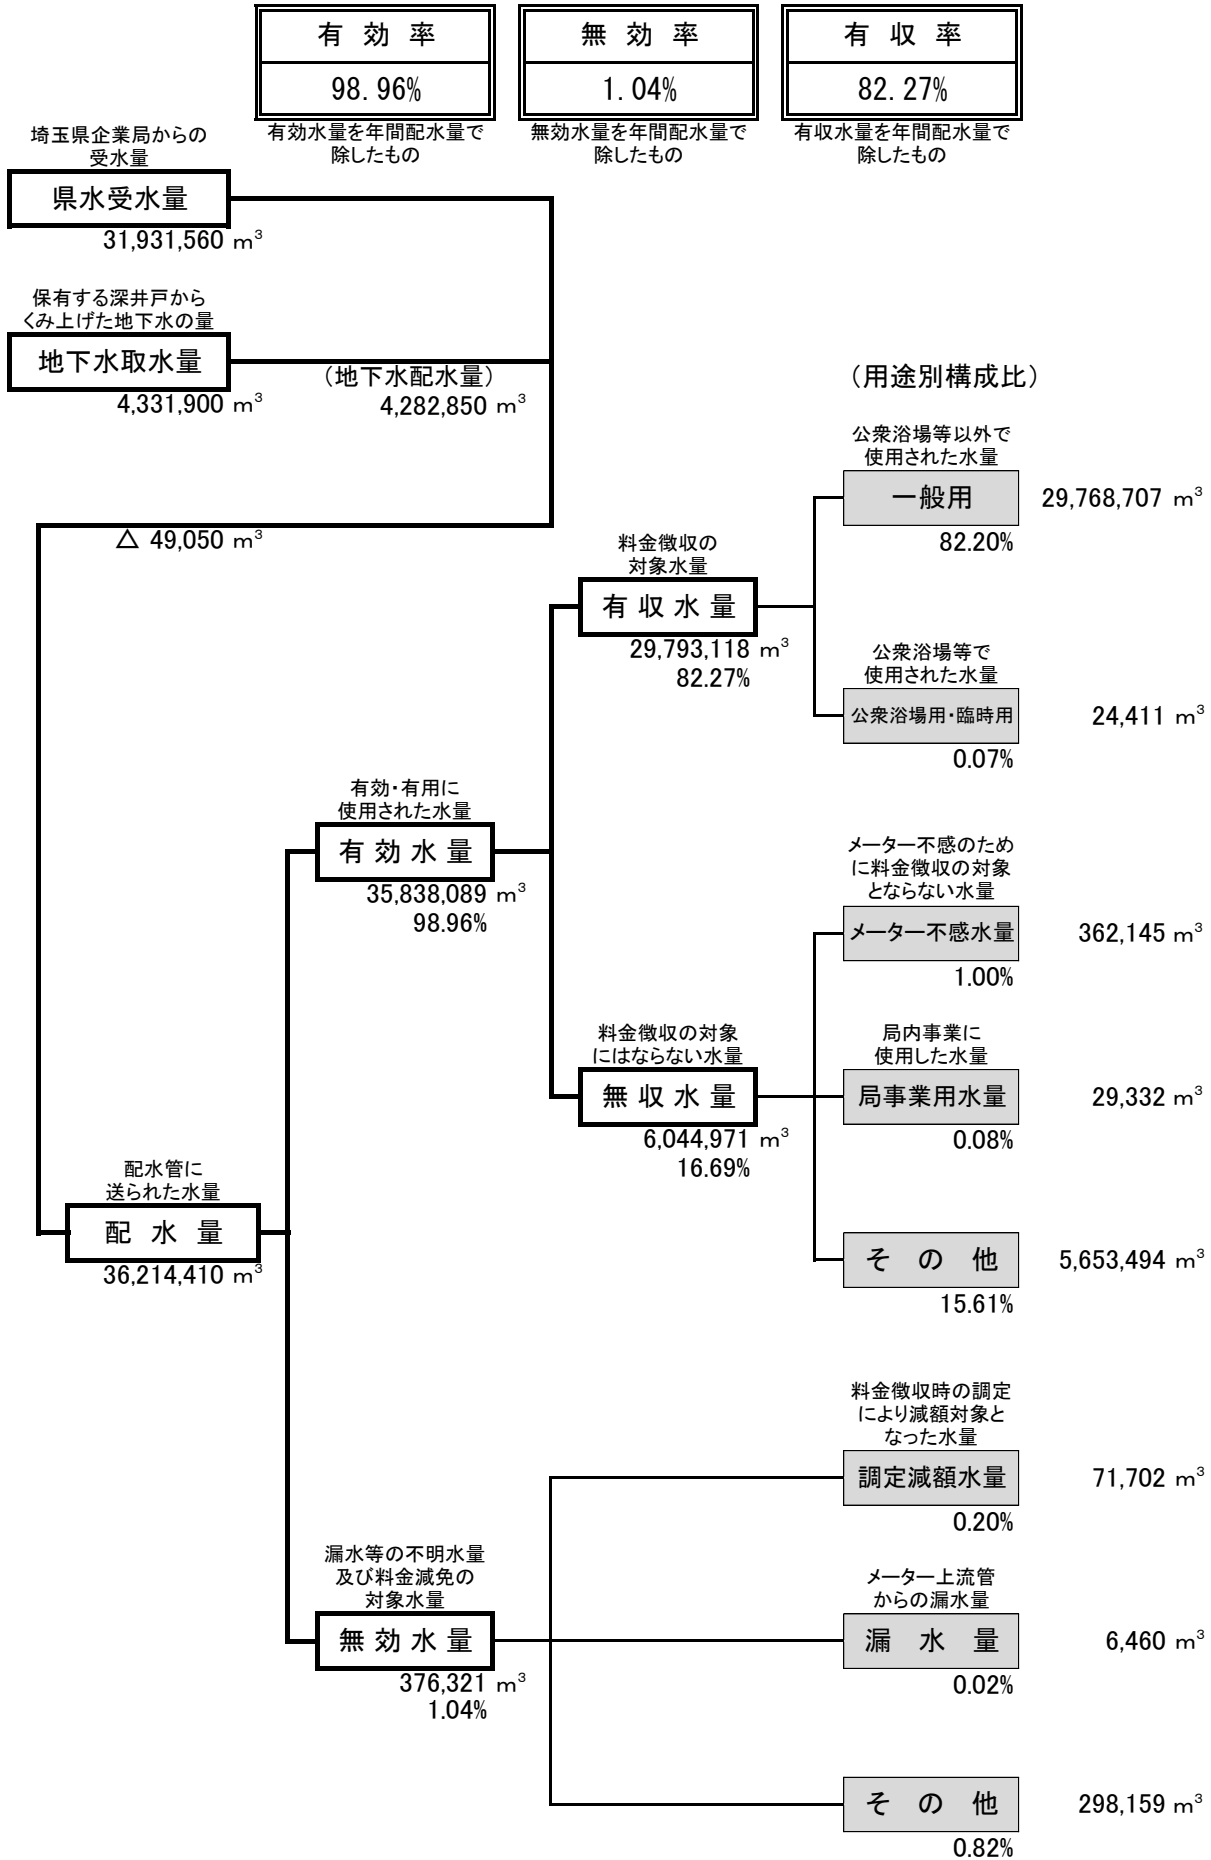 有効率
98.96%
有効水量を年間配水量で
除したもの
無効率
1.04%
無効水量を年間配水量で
除したもの
有収率
82.27%
有収水量を年間配水量で
除したもの
埼玉県企業局からの
受水量
県水受水量
31,931,560 m³
保有する深井戸から
くみ上げた地下水の量
地下水取水量
4,331,900 m³
（地下水配水量）
4,282,850 m³
△ 49,050 m³
（用途別構成比）
公衆浴場等以外で
使用された水量
一般用
29,768,707 m³
82.20%
料金徴収の
対象水量
有収水量
29,793,118 m³
82.27%
公衆浴場等で
使用された水量
公衆浴場用・臨時用
24,411 m³
0.07%
有効・有用に
使用された水量
有効水量
35,838,089 m³
98.96%
メーター不感のため
に料金徴収の対象
とならない水量
メーター不感水量
362,145 m³
1.00%
料金徴収の対象
にはならない水量
無収水量
6,044,971 m³
16.69%
局内事業に
使用した水量
局事業用水量
29,332 m³
0.08%
配水管に
送られた水量
配水量
36,214,410 m³
その他
5,653,494 m³
15.61%
料金徴収時の調定
により減額対象と
なった水量
調定減額水量
71,702 m³
0.20%
漏水等の不明水量
及び料金減免の
対象水量
無効水量
376,321 m³
1.04%
メーター上流管
からの漏水量
漏水量
6,460 m³
0.02%
その他
298,159 m³
0.82%